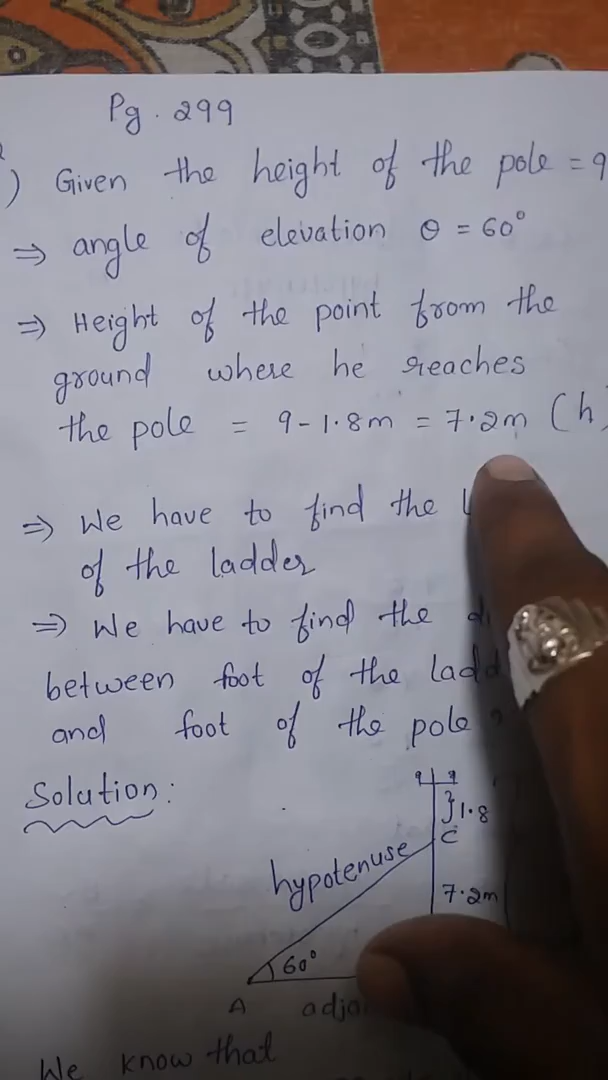 Pg. 299
) Given the height of the pole = 9
⇒ angle of elevation θ = 60°
⇒ Height of the point from the
ground where he reaches
the pole = 9 - 1.8m = 7.2m (h)
⇒ We have to find the
of the ladder
⇒ We have to find the
between foot of the
and foot of the pole
Solution:
}1.8
C
hypotenuse
7.2m
60°
A
We know that